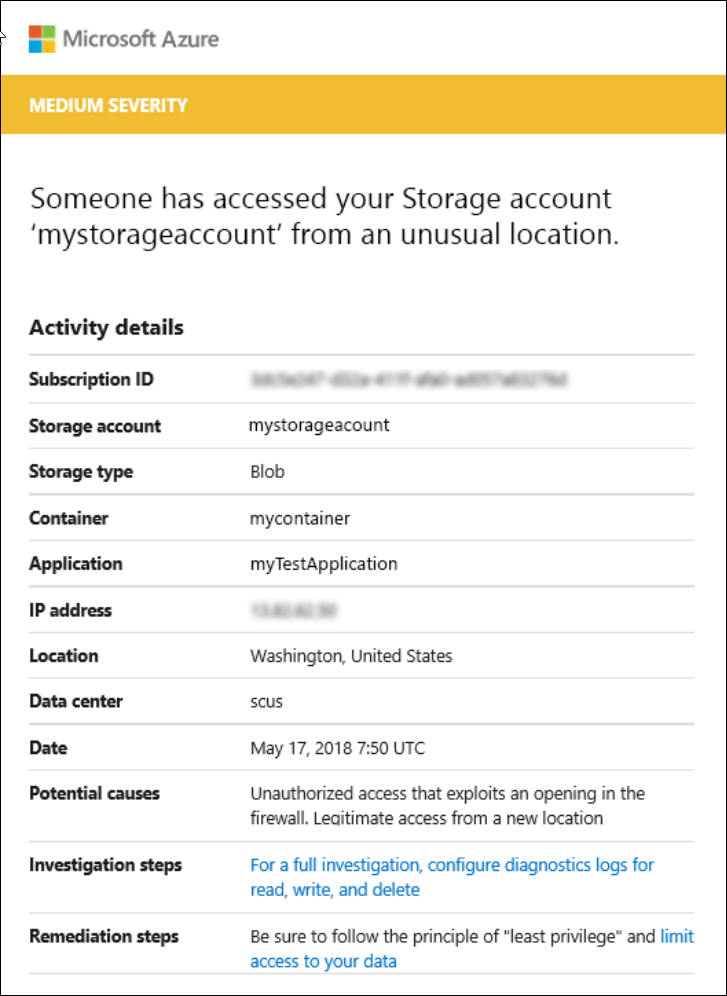 Microsoft Azure
MEDIUM SEVERITY
Someone has accessed your Storage account
‘mystorageaccount’ from an unusual location.
Activity details
Subscription ID
Storage account mystorageacount
Storage type Blob
Container mycontainer
Application myTestApplication
IP address
Location Washington, United States
Data center scus
Date May 17, 2018 7:50 UTC
Potential causes Unauthorized access that exploits an opening in the
firewall. Legitimate access from a new location
Investigation steps For a full investigation, configure diagnostics logs for
read, write, and delete
Remediation steps Be sure to follow the principle of "least privilege" and limit
access to your data